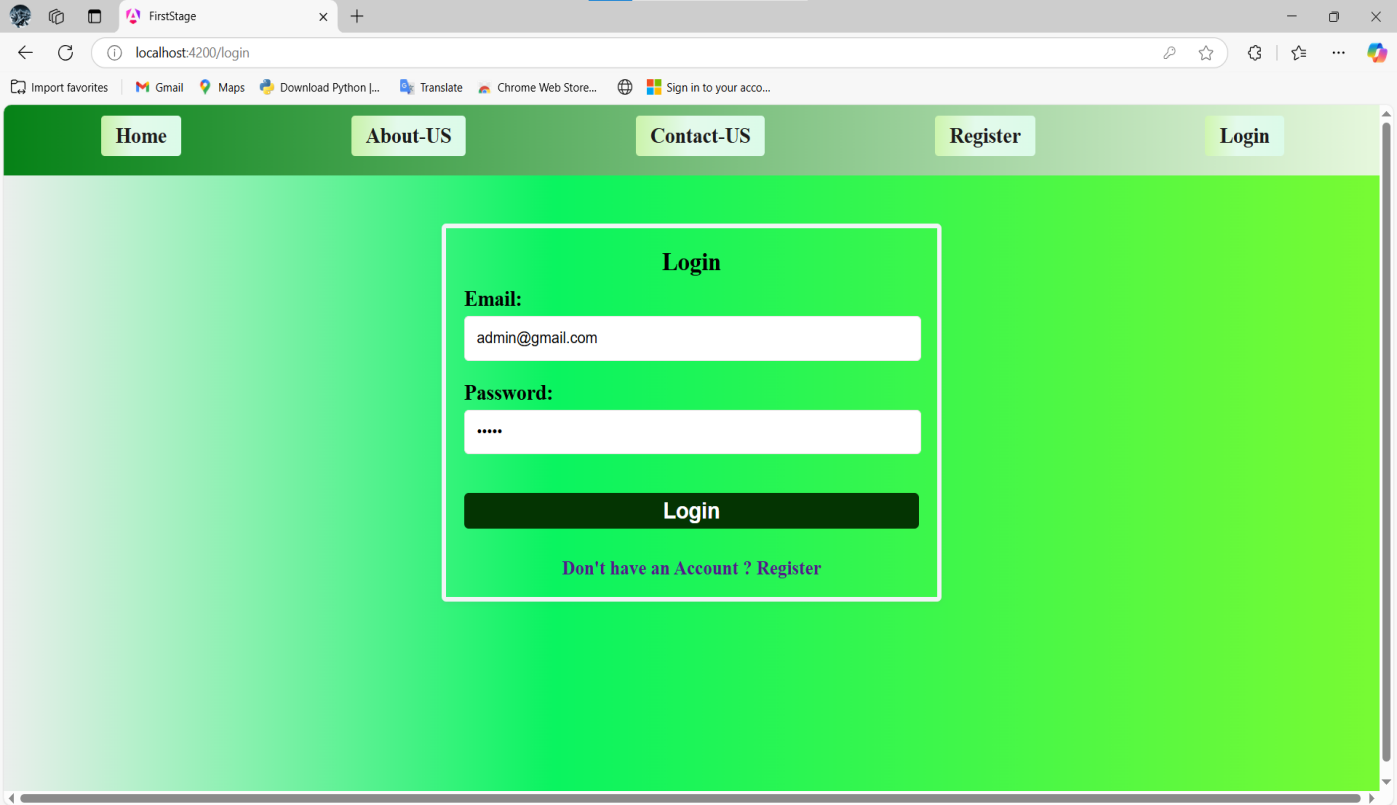 FirstStage
localhost:4200/login
Import favorites Gmail Maps Download Python |... Translate Chrome Web Store... Sign in to your acco...
Home About-US Contact-US Register Login
Login
Email:
admin@gmail.com
Password:
•••••
Login
Don't have an Account ? Register